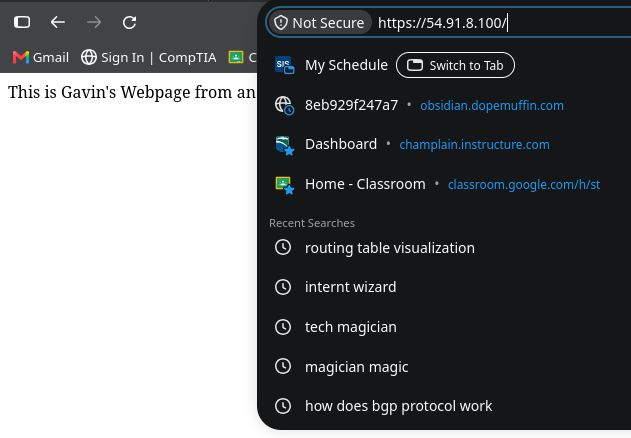 Not Secure https://54.91.8.100/
Gmail Sign In | CompTIA C
This is Gavin's Webpage from an
SIS My Schedule Switch to Tab
8eb929f247a7 • obsidian.dopemuffin.com
Dashboard • champlain.instructure.com
Home - Classroom • classroom.google.com/h/st
Recent Searches
routing table visualization
internt wizard
tech magician
magician magic
how does bgp protocol work